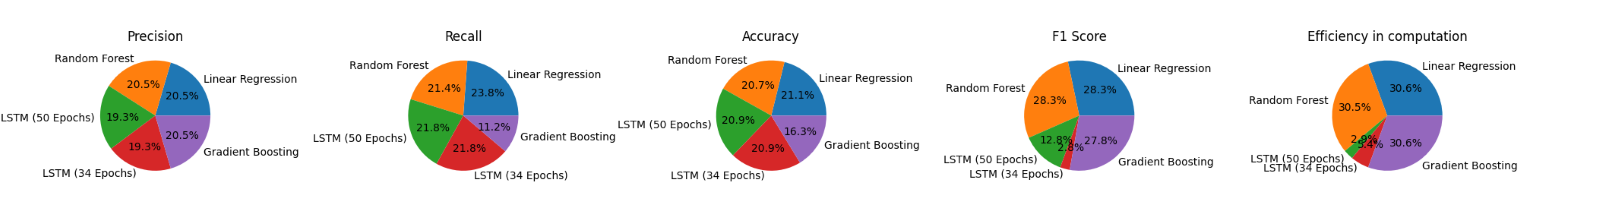 Precision
Random Forest
Linear Regression
20.5%
20.5%
LSTM (50 Epochs)
19.3%
19.3%
20.5%
Gradient Boosting
LSTM (34 Epochs)
Recall
Random Forest
Linear Regression
21.4%
23.8%
LSTM (50 Epochs)
21.8%
11.2%
Gradient Boosting
21.8%
LSTM (34 Epochs)
Accuracy
Random Forest
Linear Regression
20.7%
21.1%
LSTM (50 Epochs)
20.9%
16.3%
Gradient Boosting
20.9%
LSTM (34 Epochs)
F1 Score
Linear Regression
Random Forest
28.3%
28.3%
12.8%
2.8%
27.8%
LSTM (50 Epochs)
Gradient Boosting
LSTM (34 Epochs)
Efficiency in computation
Linear Regression
Random Forest
30.6%
30.5%
2.9%
5.4%
30.6%
LSTM (50 Epochs)
LSTM (34 Epochs)
Gradient Boosting